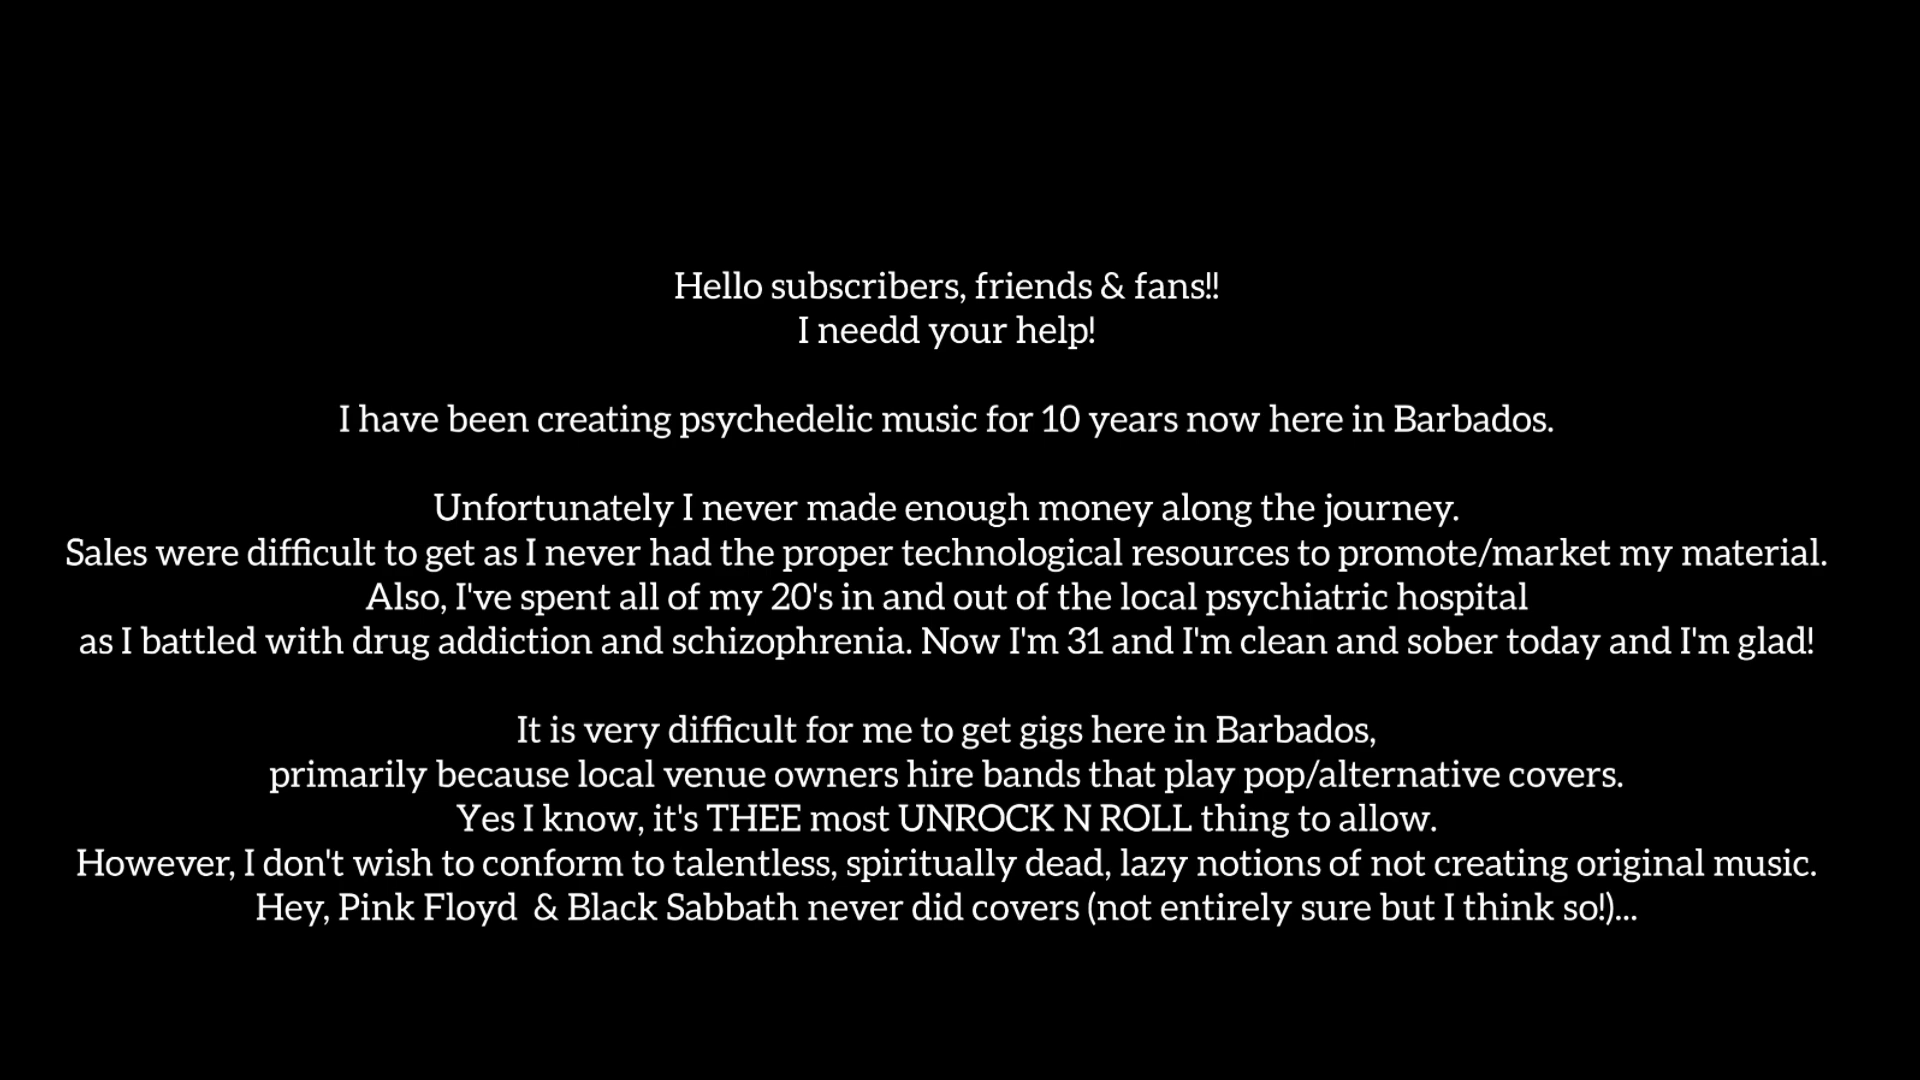 Hello subscribers, friends & fans!!
I needd your help!
I have been creating psychedelic music for 10 years now here in Barbados.
Unfortunately I never made enough money along the journey.
Sales were difficult to get as I never had the proper technological resources to promote/market my material.
Also, I've spent all of my 20's in and out of the local psychiatric hospital
as I battled with drug addiction and schizophrenia. Now I'm 31 and I'm clean and sober today and I'm glad!
It is very difficult for me to get gigs here in Barbados,
primarily because local venue owners hire bands that play pop/alternative covers.
Yes I know, it's THEE most UNROCK N ROLL thing to allow.
However, I don't wish to conform to talentless, spiritually dead, lazy notions of not creating original music.
Hey, Pink Floyd  & Black Sabbath never did covers (not entirely sure but I think so!)...